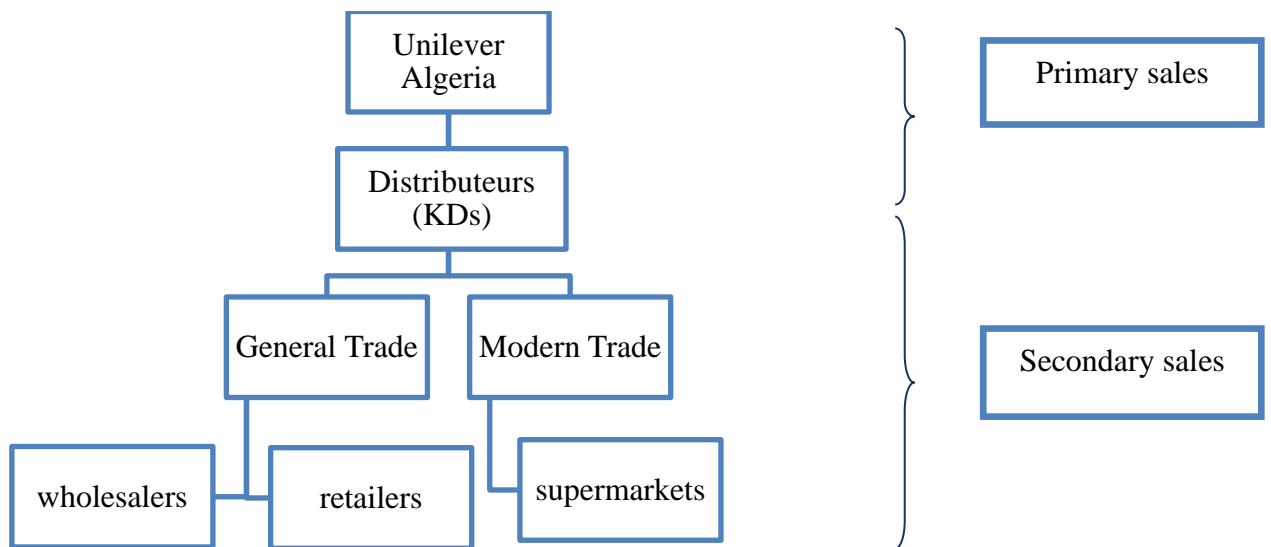 Unilever
Algeria
Primary sales
Distributeurs
(KDs)
General Trade
Modern Trade
Secondary sales
wholesalers
retailers
supermarkets